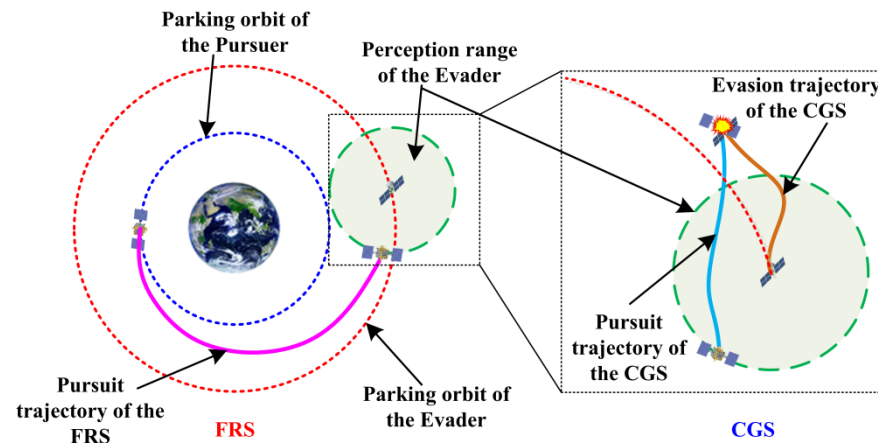 Parking orbit of
the Pursuer
Perception range
of the Evader
Evasion trajectory
of the CGS
Pursuit
trajectory of the
FRS
FRS
Parking orbit of
the Evader
Pursuit
trajectory of
the CGS
CGS